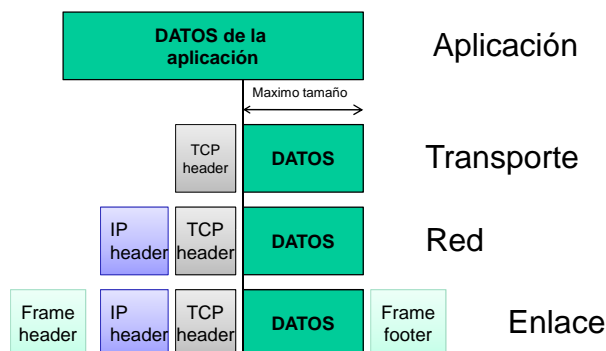 DATOS de la
aplicación
Aplicación
Maximo tamaño
TCP
header
DATOS
Transporte
IP
header
TCP
header
DATOS
Red
Frame
header
IP
header
TCP
header
DATOS
Frame
footer
Enlace